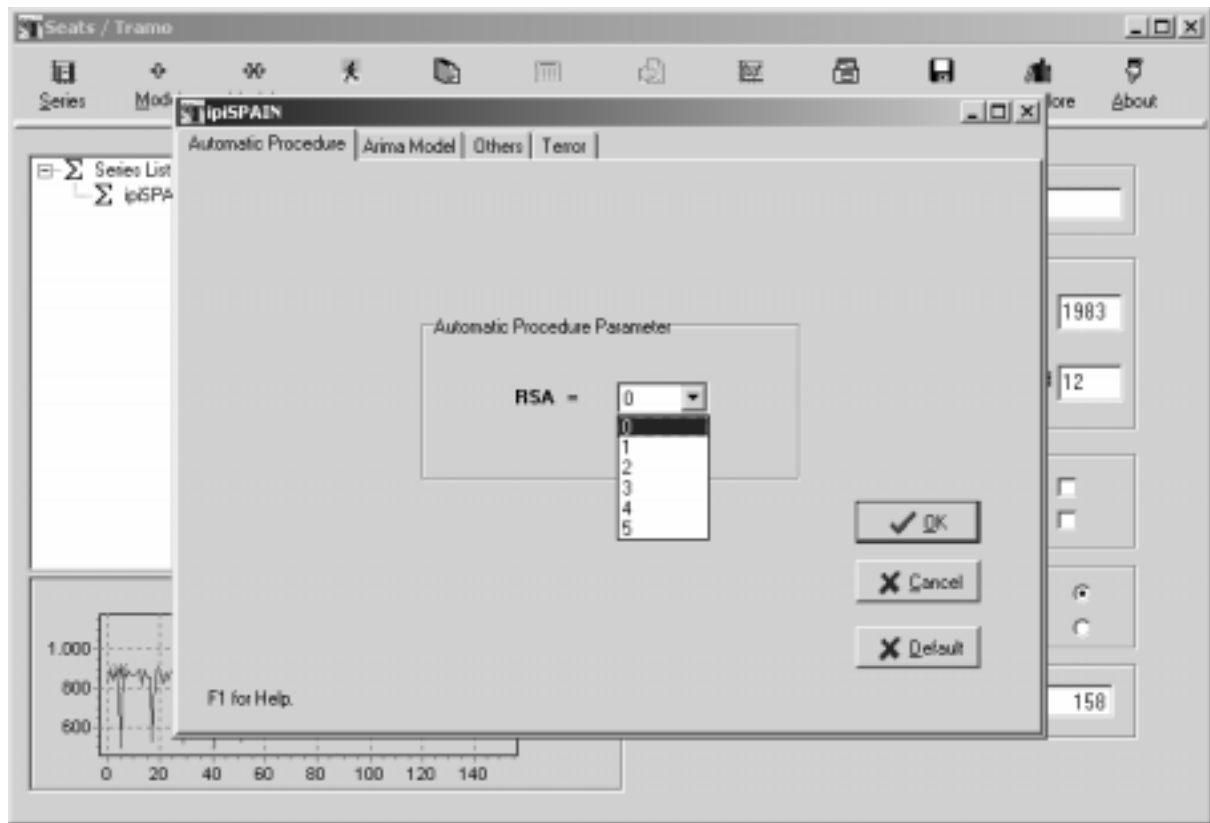 Seats / Tramo
Series
About
ipiSPAIN
Automatic Procedure
Arima Model
Others
Terror
Series List
ipiSPA
Automatic Procedure Parameter
RSA =
0
0
1
2
3
4
5
1983
12
OK
Cancel
Default
F1 for Help.
158
1.000
800
600
0 20 40 60 80 100 120 140